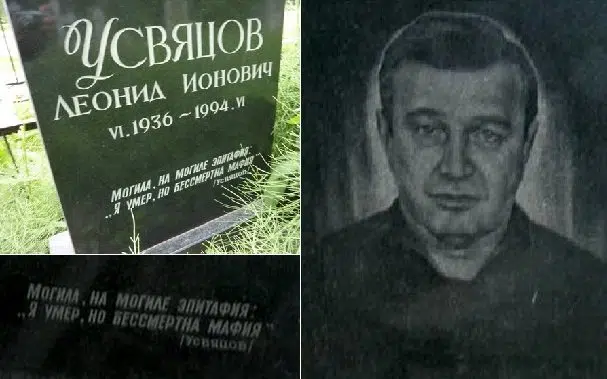 УСВЯЦОВ
ЛЕОНИД ИОНОВИЧ
VI.1936 ~ 1994.VI
МОГИЛА, НА МОГИЛЕ ЭПИТАФИЯ:
„Я УМЕР, НО БЕССМЕРТНА МАФИЯ"
/УСВЯЦОВ/
МОГИЛА, НА МОГИЛЕ ЭПИТАФИЯ:
„Я УМЕР, НО БЕССМЕРТНА МАФИЯ"
/УСВЯЦОВ/